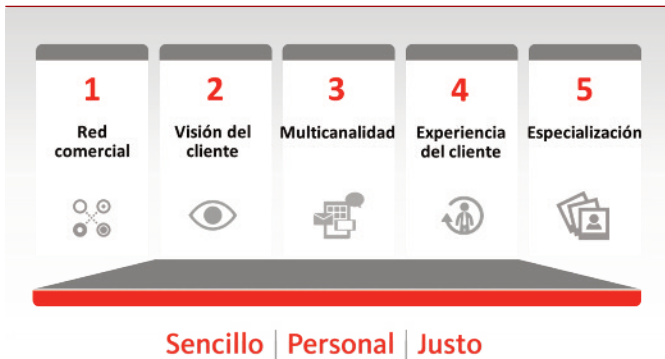 1
Red
comercial
2
Visión del
cliente
3
Multicanalidad
4
Experiencia
del cliente
5
Especialización
Sencillo | Personal | Justo